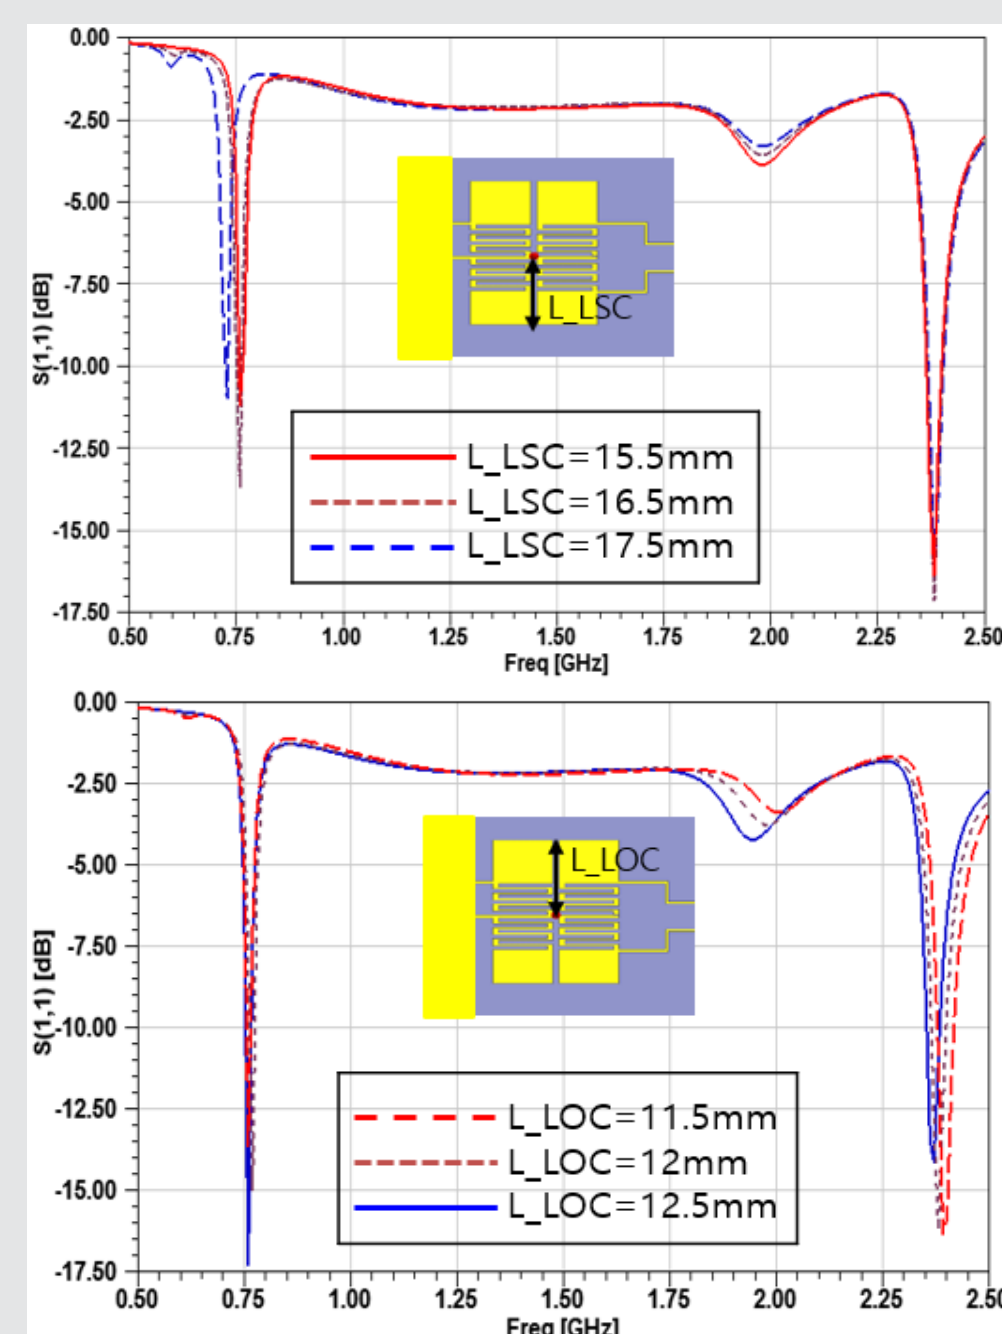 0.00
-2.50
-5.00
-7.50
-10.00
-12.50
-15.00
-17.50
S(1,1) [dB]
L_LSC
L_LSC=15.5mm
L_LSC=16.5mm
L_LSC=17.5mm
0.50 0.75 1.00 1.25 1.50 1.75 2.00 2.25 2.50
Freq [GHz]
0.00
-2.50
-5.00
-7.50
-10.00
-12.50
-15.00
-17.50
S(1,1) [dB]
L_LOC
L_LOC=11.5mm
L_LOC=12mm
L_LOC=12.5mm
0.50 0.75 1.00 1.25 1.50 1.75 2.00 2.25 2.50
Freq [GHz]